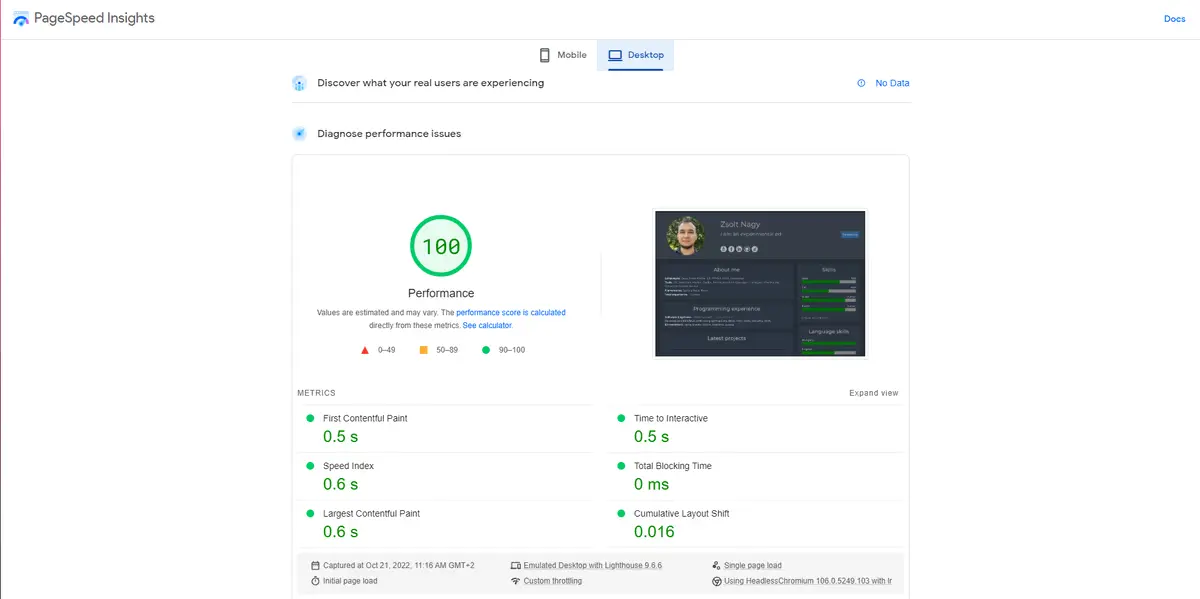 PageSpeed Insights
Docs
Mobile
Desktop
Discover what your real users are experiencing
No Data
Diagnose performance issues
100
Performance
Values are estimated and may vary. The performance score is calculated
directly from these metrics. See calculator.
0–49
50–89
90–100
Zsolt Nagy
About me
Skills
Programming experience
Language skills
Latest projects
METRICS
Expand view
First Contentful Paint
0.5 s
Time to Interactive
0.5 s
Speed Index
0.6 s
Total Blocking Time
0 ms
Largest Contentful Paint
0.6 s
Cumulative Layout Shift
0.016
Captured at Oct 21, 2022, 11:16 AM GMT+2
Emulated Desktop with Lighthouse 9.6.6
Single page load
Initial page load
Custom throttling
Using HeadlessChromium 106.0.5249.103 with lr